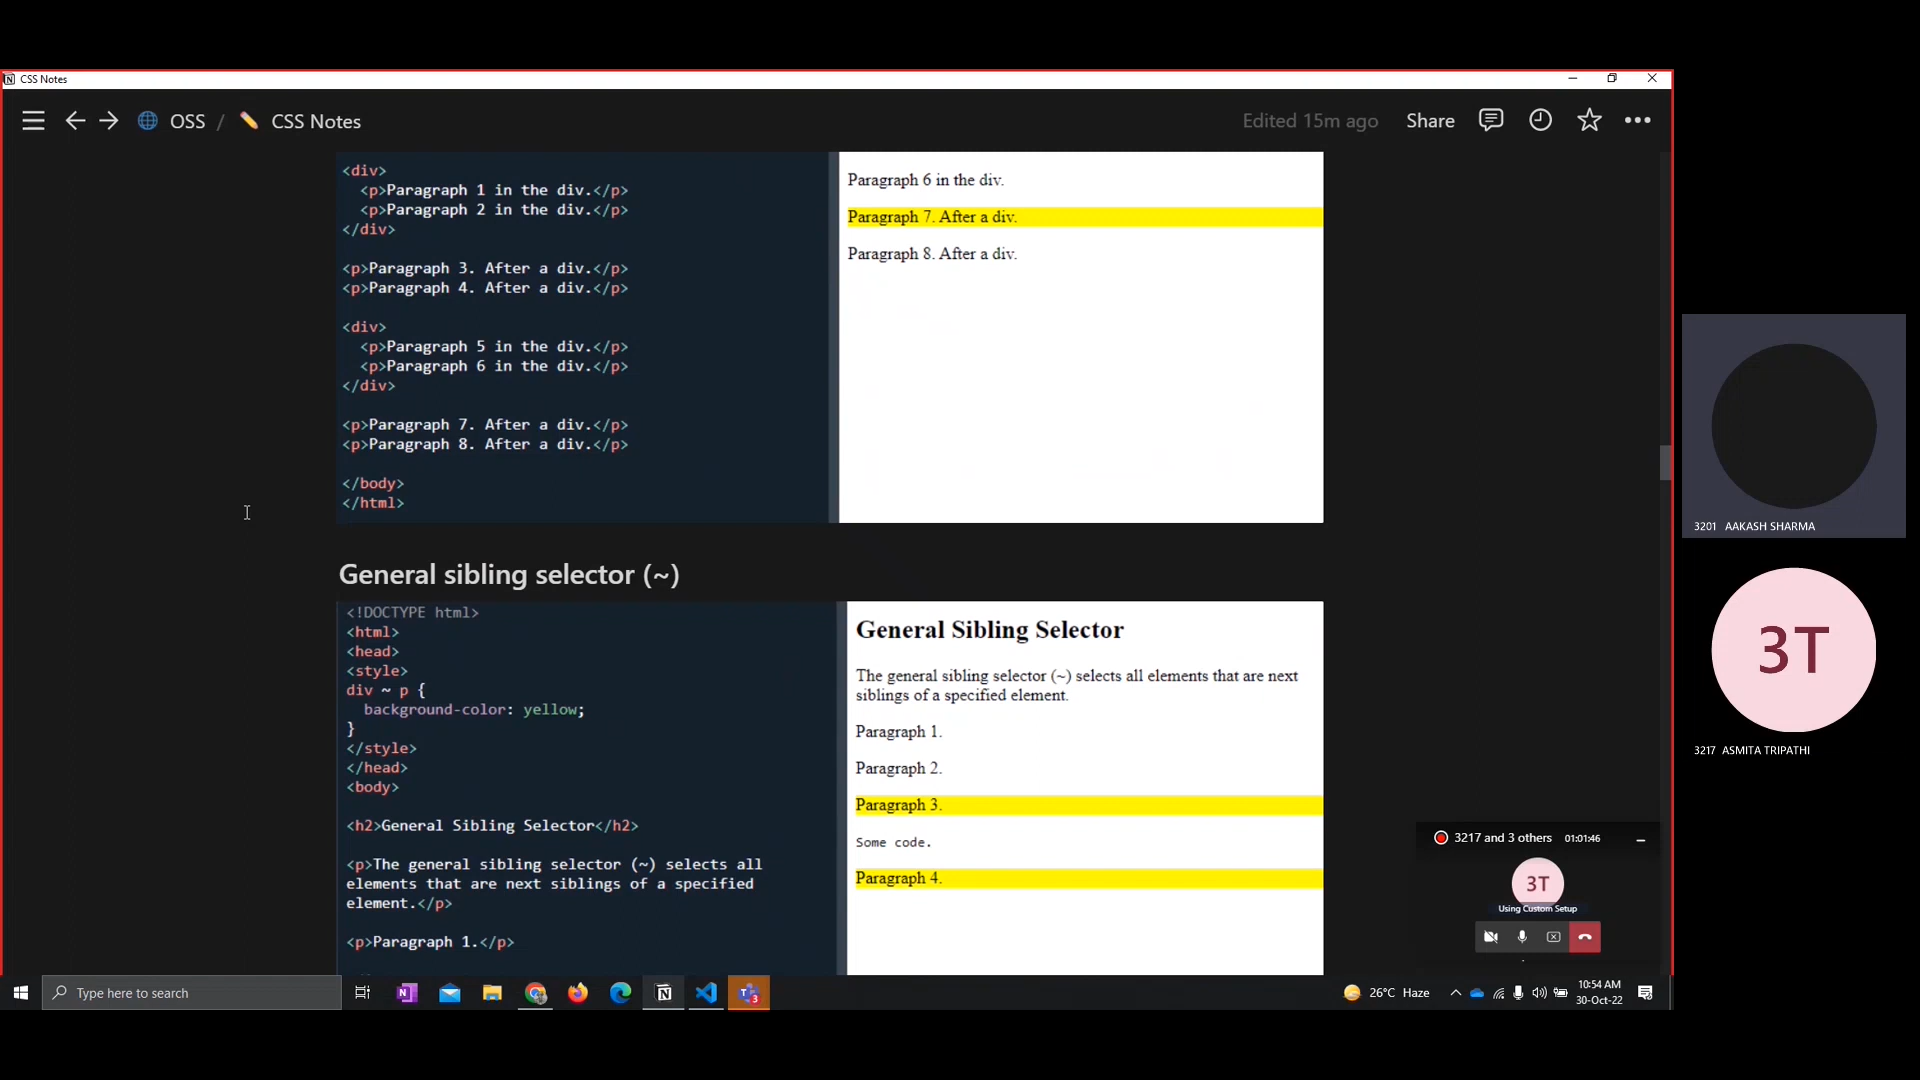 CSS Notes
OSS / CSS Notes
Edited 15m ago
Share
<div>
<p>Paragraph 1 in the div.</p>
<p>Paragraph 2 in the div.</p>
</div>
<p>Paragraph 3. After a div.</p>
<p>Paragraph 4. After a div.</p>
<div>
<p>Paragraph 5 in the div.</p>
<p>Paragraph 6 in the div.</p>
</div>
<p>Paragraph 7. After a div.</p>
<p>Paragraph 8. After a div.</p>
</body>
</html>
Paragraph 6 in the div.
Paragraph 7. After a div.
Paragraph 8. After a div.
General sibling selector (~)
<!DOCTYPE html>
<html>
<head>
<style>
div ~ p {
background-color: yellow;
}
</style>
</head>
<body>
<h2>General Sibling Selector</h2>
<p>The general sibling selector (~) selects all
elements that are next siblings of a specified
element.</p>
<p>Paragraph 1.</p>
General Sibling Selector
The general sibling selector (~) selects all elements that are next
siblings of a specified element.
Paragraph 1.
Paragraph 2.
Paragraph 3.
Some code.
Paragraph 4.
3217 and 3 others 01:01:46
3T
Using Custom Setup
3201 AAKASH SHARMA
3T
3217 ASMITA TRIPATHI
Type here to search
26°C Haze
10:54 AM
30-Oct-22